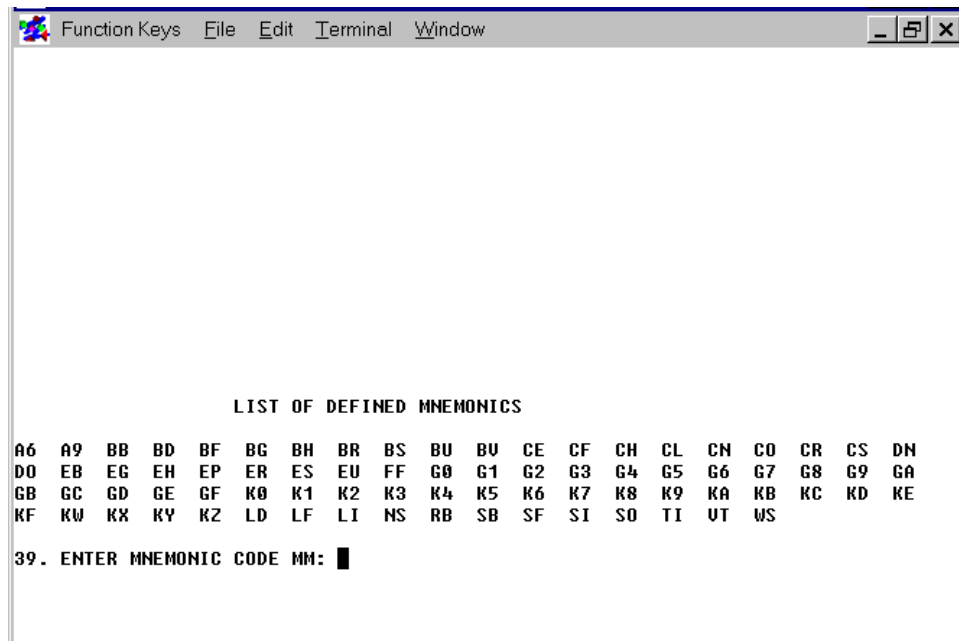 Function Keys File Edit Terminal Window
LIST OF DEFINED MNEMONICS
A6 A9 BB BD BF BG BH BR BS BU BV CE CF CH CL CN CO CR CS DN
DO EB EG EH EP ER ES EU FF G0 G1 G2 G3 G4 G5 G6 G7 G8 G9 GA
GB GC GD GE GF K0 K1 K2 K3 K4 K5 K6 K7 K8 K9 KA KB KC KD KE
KF KW KX KY KZ LD LF LI NS RB SB SF SI SO TI VT WS
39. ENTER MNEMONIC CODE MM: